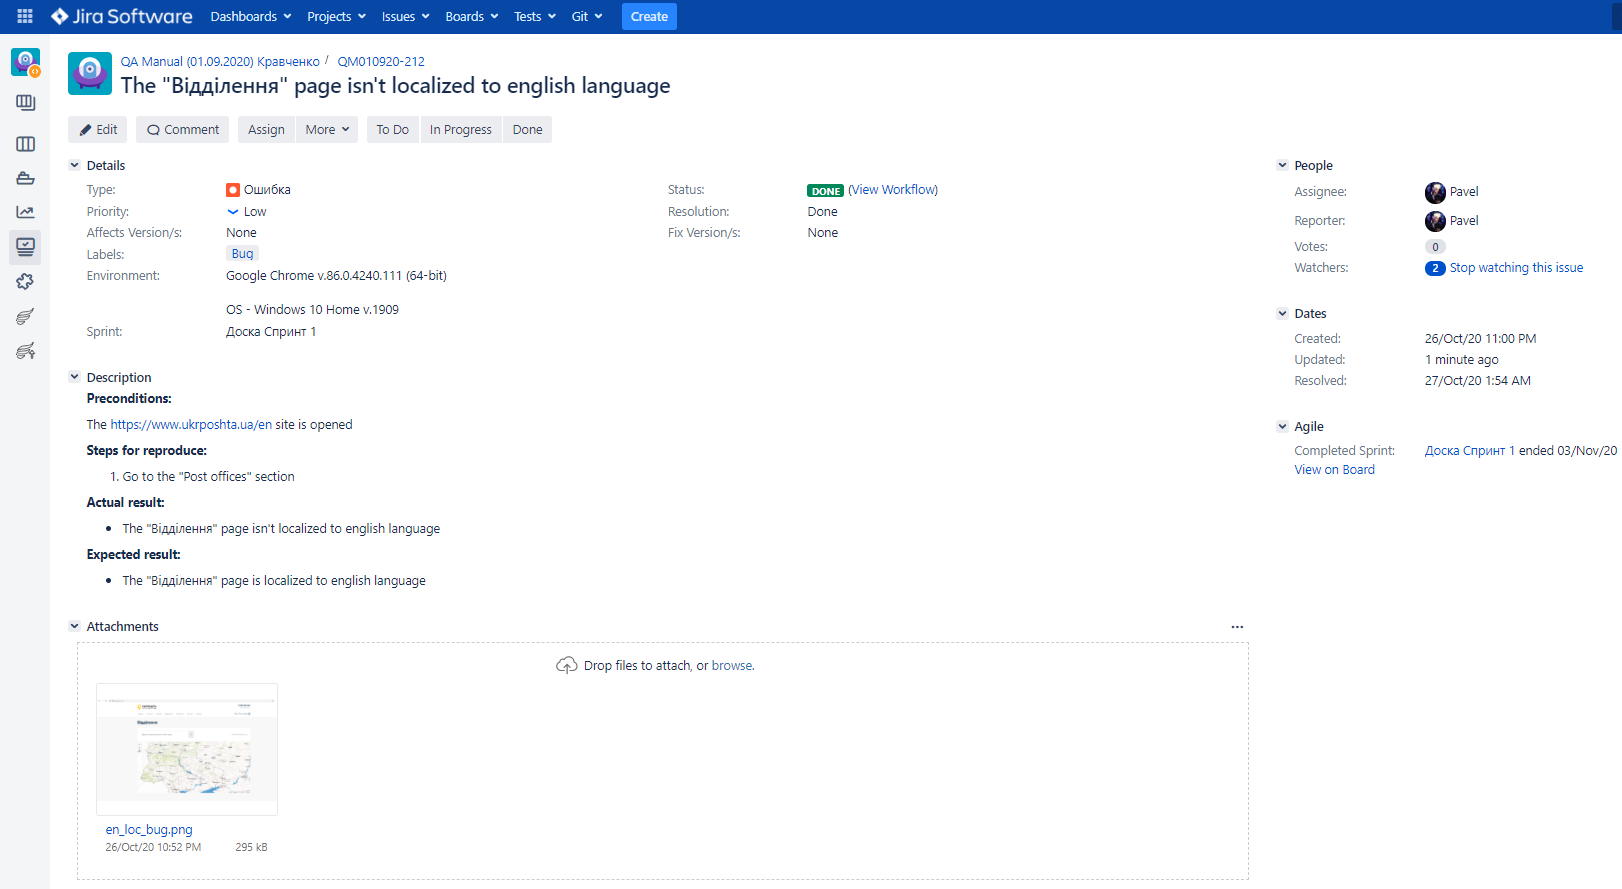 Jira Software Dashboards Projects Issues Boards Tests Git Create
QA Manual (01.09.2020) Кравченко / QM010920-212
The "Відділення" page isn't localized to english language
Edit Comment Assign More To Do In Progress Done
Details
Type: Ошибка
Priority: Low
Affects Version/s: None
Labels: Bug
Environment: Google Chrome v.86.0.4240.111 (64-bit)
OS - Windows 10 Home v.1909
Sprint: Доска Спринт 1
Status: DONE (View Workflow)
Resolution: Done
Fix Version/s: None
Description
Preconditions:
The https://www.ukrposhta.ua/en site is opened
Steps for reproduce:
1. Go to the "Post offices" section
Actual result:
• The "Відділення" page isn't localized to english language
Expected result:
• The "Відділення" page is localized to english language
Attachments
Drop files to attach, or browse.
Відділення
en_loc_bug.png
26/Oct/20 10:52 PM 295 kB
People
Assignee: Pavel
Reporter: Pavel
Votes: 0
Watchers: 2 Stop watching this issue
Dates
Created: 26/Oct/20 11:00 PM
Updated: 1 minute ago
Resolved: 27/Oct/20 1:54 AM
Agile
Completed Sprint: Доска Спринт 1 ended 03/Nov/20
View on Board